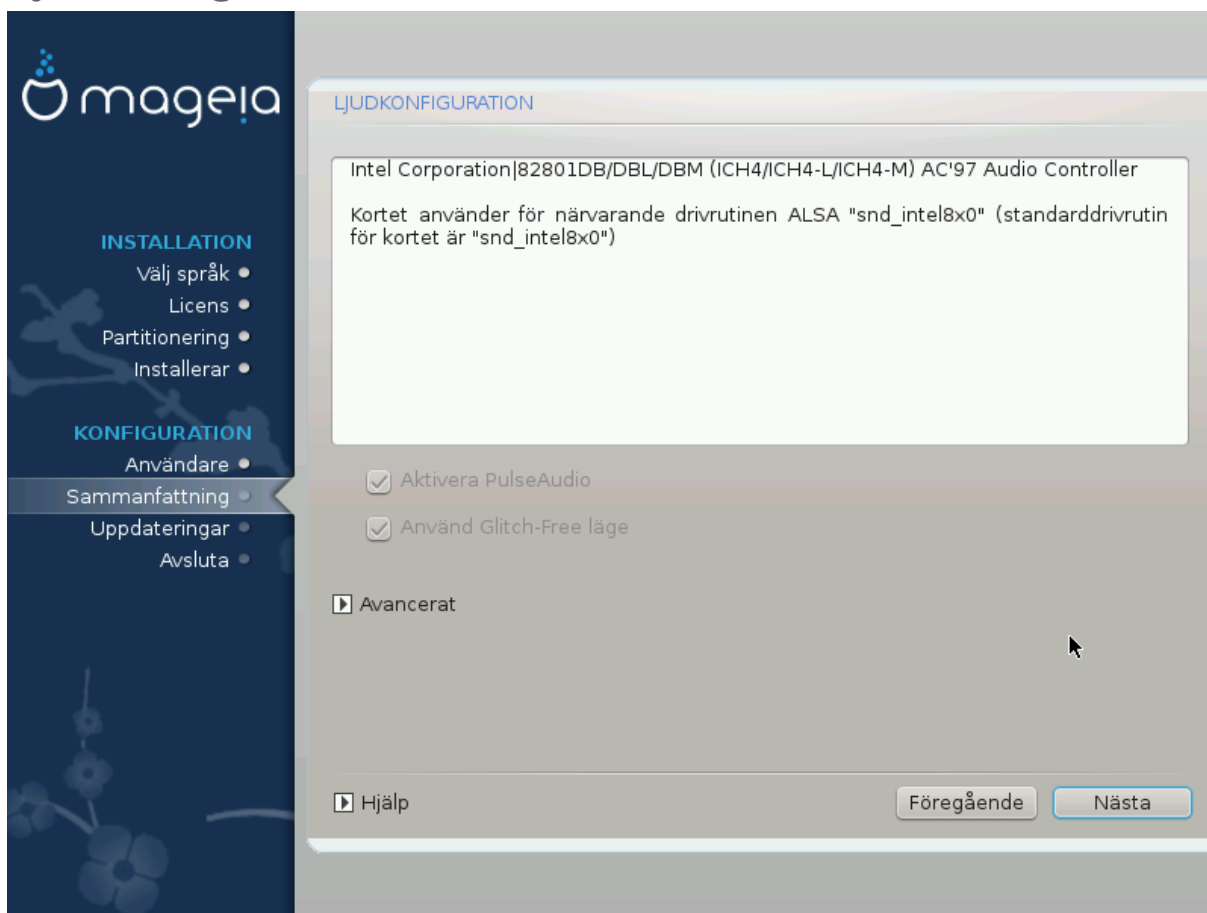 mageia
INSTALLATION
Välj språk
Licens
Partitionering
Installerar
KONFIGURATION
Användare
Sammanfattning
Uppdateringar
Avsluta
LJUDKONFIGURATION
Intel Corporation|82801DB/DBL/DBM (ICH4/ICH4-L/ICH4-M) AC'97 Audio Controller
Kortet använder för närvarande drivrutinen ALSA "snd_intel8x0" (standarddrivrutin
för kortet är "snd_intel8x0")
Aktivera PulseAudio
Använd Glitch-Free läge
Avancerat
Hjälp
Föregående
Nästa